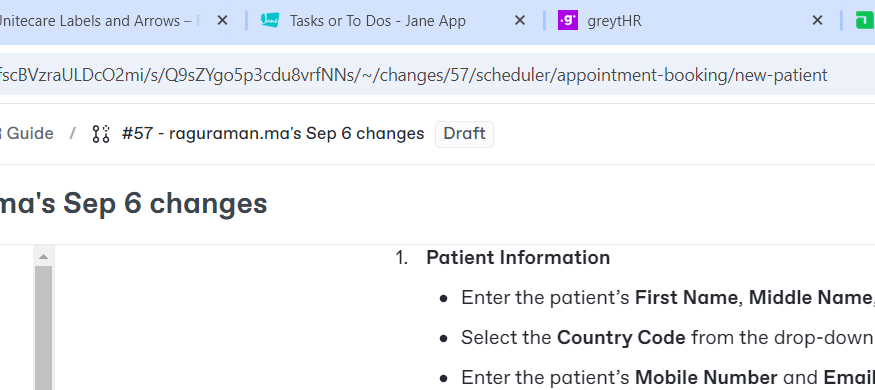 Unitecare Labels and Arrows –
Tasks or To Dos - Jane App
greytHR
fscBVzraULDcO2mi/s/Q9sZYgo5p3cdu8vrfNNs/~/changes/57/scheduler/appointment-booking/new-patient
Guide / #57 - raguraman.ma's Sep 6 changes Draft
ma's Sep 6 changes
1. Patient Information
• Enter the patient’s First Name, Middle Name,
• Select the Country Code from the drop-down
• Enter the patient’s Mobile Number and Email